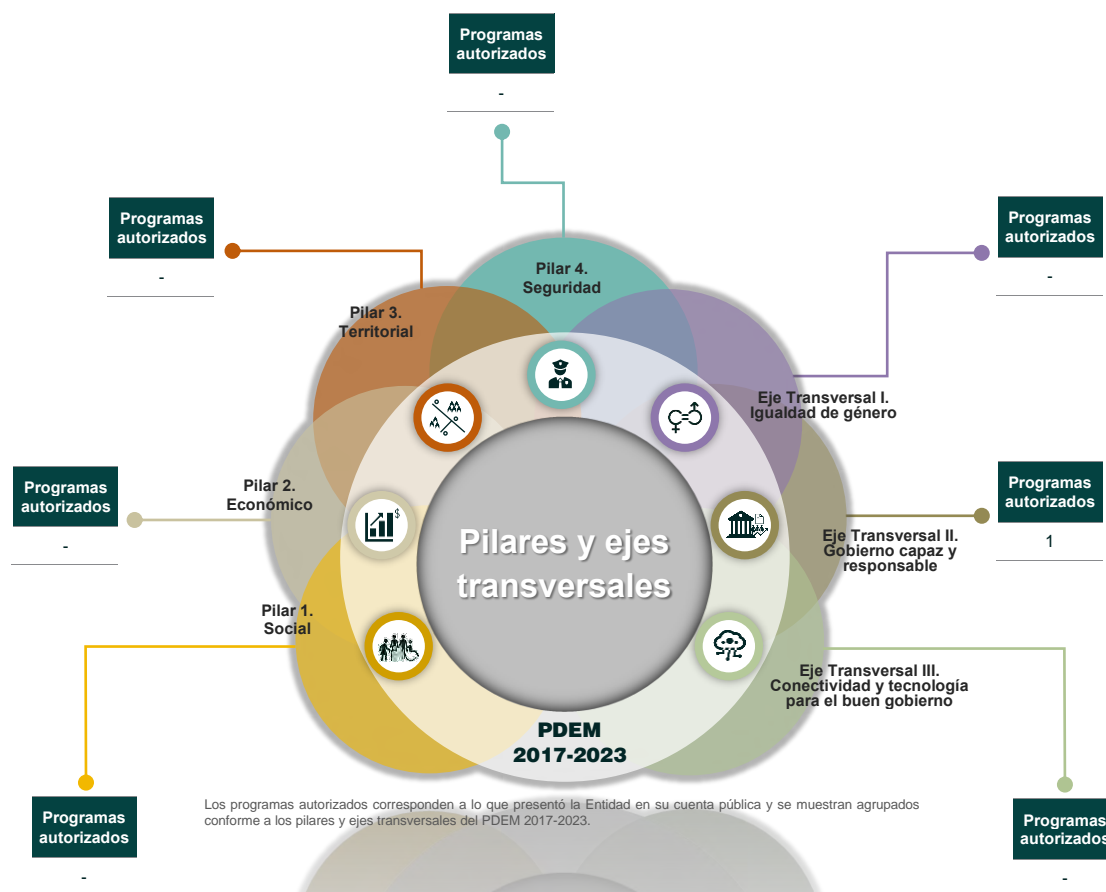 Programas
autorizados
-
Programas
autorizados
-
Programas
autorizados
-
Pilar 4.
Seguridad
Pilar 3.
Territorial
Eje Transversal I.
Igualdad de género
Programas
autorizados
-
Pilar 2.
Económico
Programas
autorizados
1
Pilares y ejes
transversales
Eje Transversal II.
Gobierno capaz y
responsable
Pilar 1.
Social
Eje Transversal III.
Conectividad y tecnología
para el buen gobierno
PDEM
2017-2023
Programas
autorizados
-
Los programas autorizados corresponden a lo que presentó la Entidad en su cuenta pública y se muestran agrupados
conforme a los pilares y ejes transversales del PDEM 2017-2023.
Programas
autorizados
-